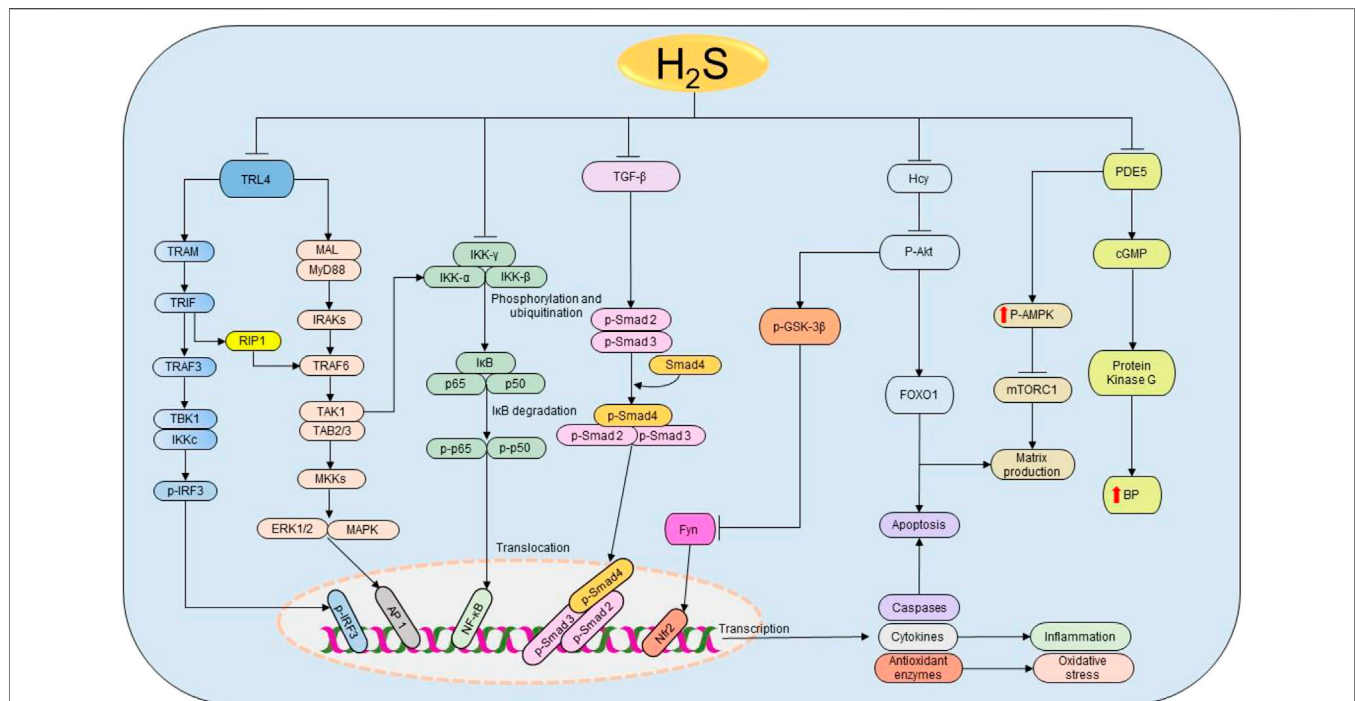 H₂S
TRL4
TGF-β
Hcy
PDE5
TRAM
MAL
MyD88
IKK-γ
IKK-α
IKK-β
P-Akt
cGMP
Phosphorylation and
ubiquitination
TRIF
IRAKs
RIP1
p-Smad 2
p-Smad 3
p-GSK-3β
P-AMPK
TRAF3
TRAF6
IκB
p65
p50
Smad4
FOXO1
mTORC1
Protein
Kinase G
TBK1
IKKc
TAK1
TAB2/3
IκB degradation
p-Smad4
p-Smad 2
p-Smad 3
p-p65
p-p50
Matrix
production
p-IRF3
MKKs
BP
ERK1/2
MAPK
Fyn
Apoptosis
Translocation
p-IRF3
AP 1
NF-κB
p-Smad4
p-Smad 3
p-Smad 2
Nfr2
Transcription
Caspases
Cytokines
Inflammation
Antioxidant
enzymes
Oxidative
stress